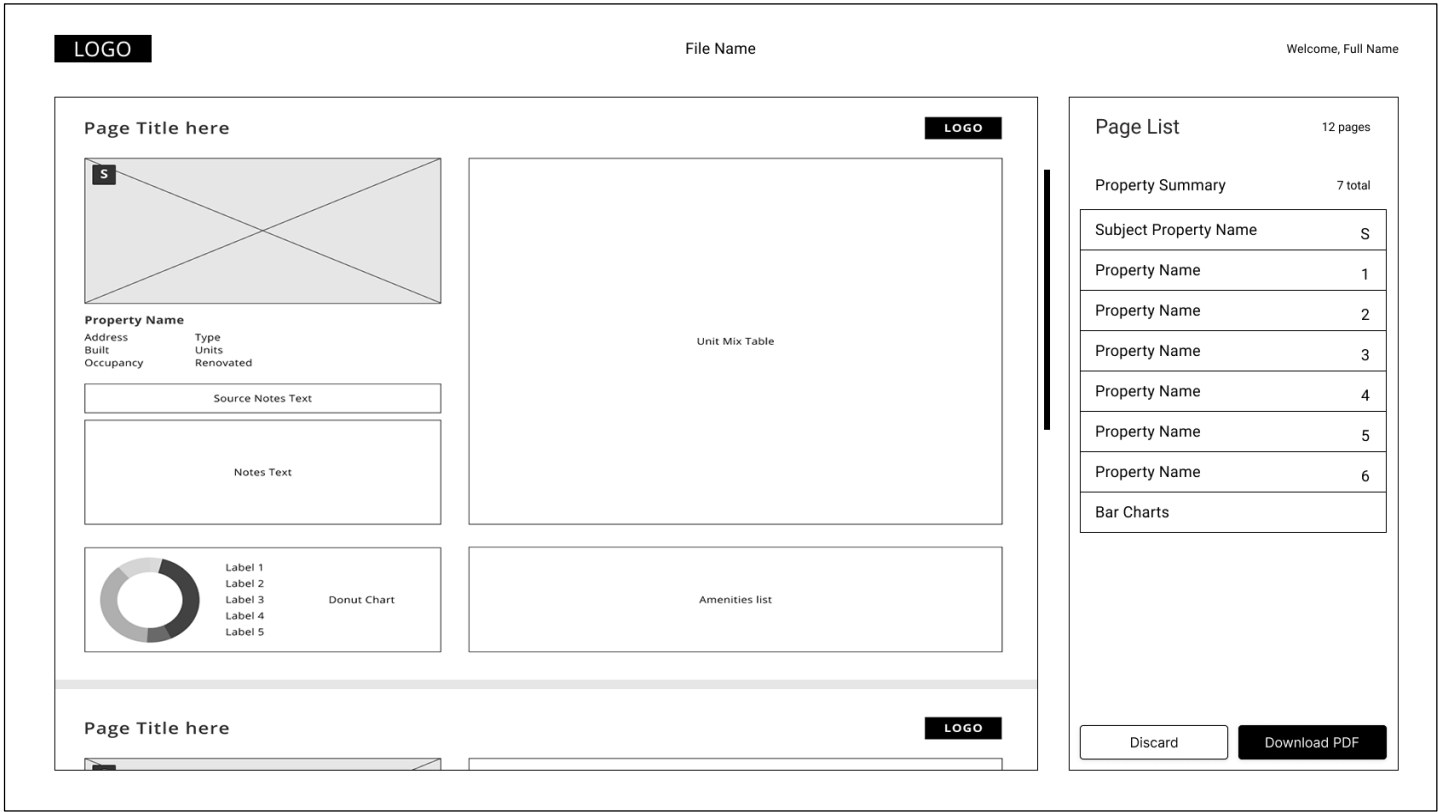 LOGO
File Name
Welcome, Full Name
Page Title here
LOGO
S
Property Name
Address Type
Built Units
Occupancy Renovated
Source Notes Text
Notes Text
Unit Mix Table
Label 1
Label 2
Label 3
Label 4
Label 5
Donut Chart
Amenities list
Page Title here
LOGO
Page List 12 pages
Property Summary 7 total
Subject Property Name S
Property Name 1
Property Name 2
Property Name 3
Property Name 4
Property Name 5
Property Name 6
Bar Charts
Discard
Download PDF